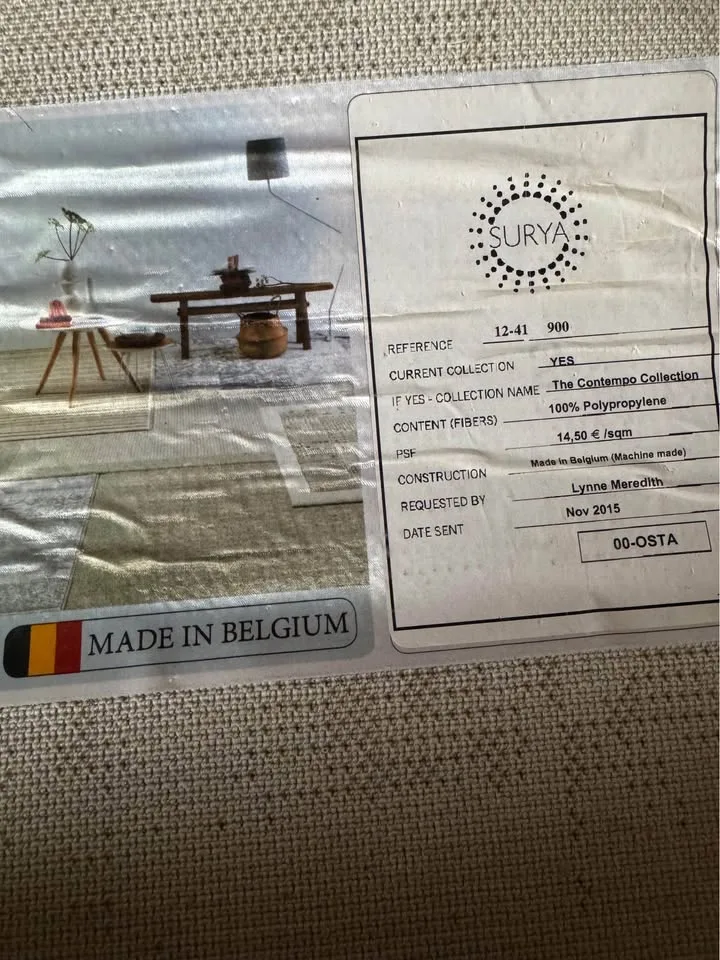 SURYA
REFERENCE 12-41 900
CURRENT COLLECTION YES
IF YES - COLLECTION NAME The Contempo Collection
CONTENT (FIBERS) 100% Polypropylene
PSF 14,50 € /sqm
CONSTRUCTION Made in Belgium (Machine made)
REQUESTED BY Lynne Meredith
DATE SENT Nov 2015
00-OSTA
MADE IN BELGIUM